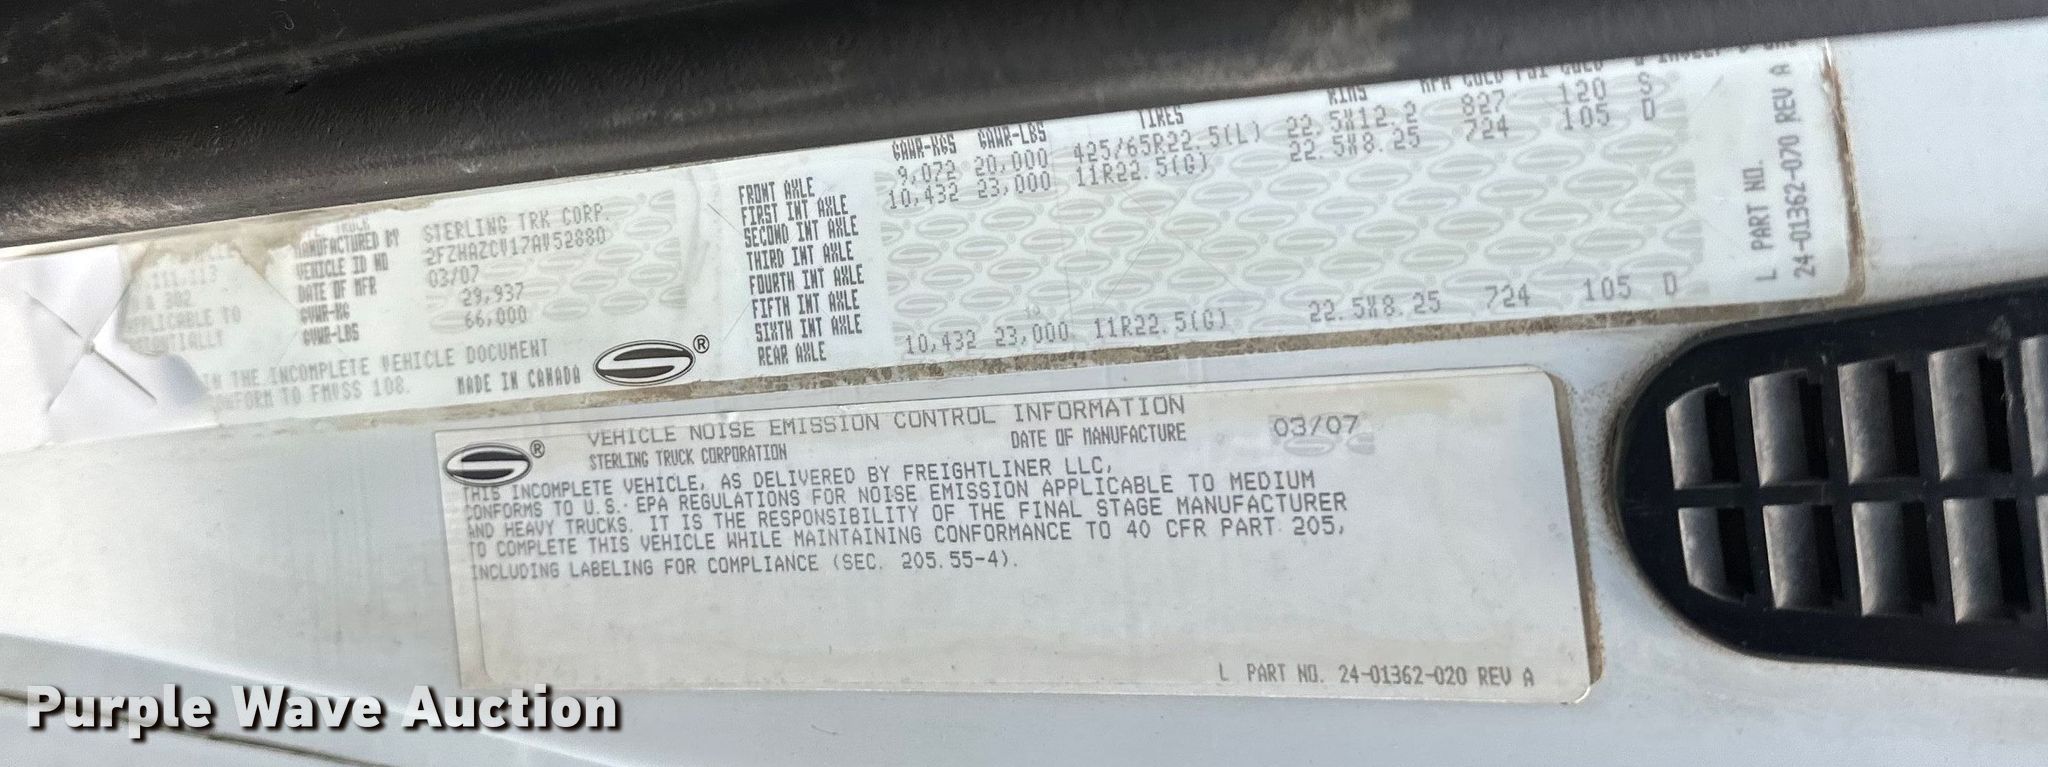 MANUFACTURED BY STERLING TRK CORP.
VEHICLE ID NO 2FZHAZCV17AV52880
DATE OF MFR 03/07
GVWR-KG 29,937
GVWR-LBS 66,000
111.113
302
TO
IN THE INCOMPLETE VEHICLE DOCUMENT
TO FMVSS 108. MADE IN CANADA
®
GAWR-KGS GAWR-LBS TIRES RIMS
FRONT AXLE 9,072 20,000 425/65R22.5(L) 22.5X12.2 827 120 S
FIRST INT AXLE 10,432 23,000 11R22.5(G) 22.5X8.25 724 105 D
SECOND INT AXLE
THIRD INT AXLE
FOURTH INT AXLE
FIFTH INT AXLE
SIXTH INT AXLE
REAR AXLE 10,432 23,000 11R22.5(G) 22.5X8.25 724 105 D
L PART NO.
24-01362-070 REV A
®
VEHICLE NOISE EMISSION CONTROL INFORMATION
STERLING TRUCK CORPORATION DATE OF MANUFACTURE 03/07
THIS INCOMPLETE VEHICLE, AS DELIVERED BY FREIGHTLINER LLC,
CONFORMS TO U.S. EPA REGULATIONS FOR NOISE EMISSION APPLICABLE TO MEDIUM
AND HEAVY TRUCKS. IT IS THE RESPONSIBILITY OF THE FINAL STAGE MANUFACTURER
TO COMPLETE THIS VEHICLE WHILE MAINTAINING CONFORMANCE TO 40 CFR PART 205,
INCLUDING LABELING FOR COMPLIANCE (SEC. 205.55-4).
L PART NO. 24-01362-020 REV A
Purple Wave Auction